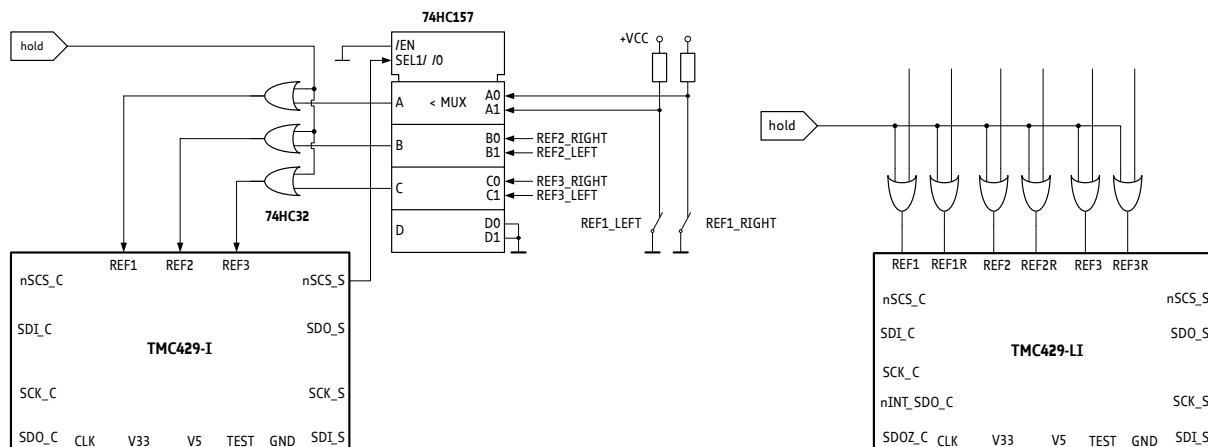 74HC157
hold
/EN
SEL1/ /0
+VCC
A
< MUX
A0
A1
B
B0
REF2_RIGHT
B1
REF2_LEFT
C
C0
REF3_RIGHT
C1
REF3_LEFT
74HC32
D
D0
D1
REF1_LEFT
REF1_RIGHT
REF1
REF2
REF3
nSCS_C
nSCS_S
SDI_C
SDO_S
TMC429-I
SCK_C
SCK_S
SDO_C
CLK
V33
V5
TEST
GND
SDI_S
hold
REF1
REF1R
REF2
REF2R
REF3
REF3R
nSCS_C
nSCS_S
SDI_C
SDO_S
TMC429-LI
SCK_C
nINT_SDO_C
SCK_S
SDOZ_C
CLK
V33
V5
TEST
GND
SDI_S